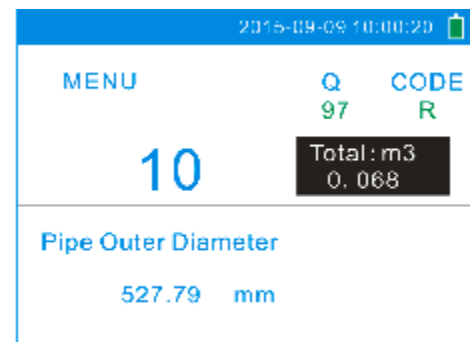 2015-09-09 10:00:20
MENU Q CODE
97 R
10 Total:m3
0.068
Pipe Outer Diameter
527.79 mm